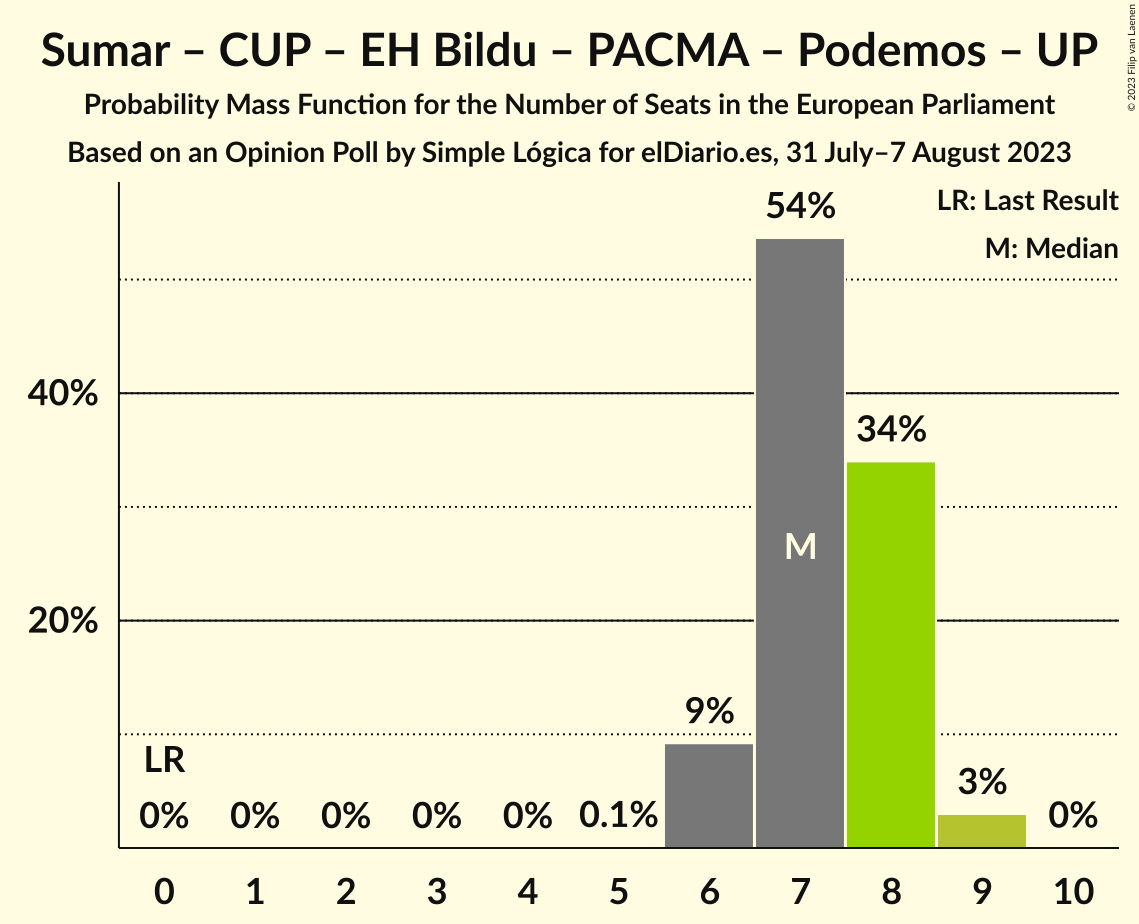 Sumar – CUP – EH Bildu – PACMA – Podemos – UP
Probability Mass Function for the Number of Seats in the European Parliament
Based on an Opinion Poll by Simple Lógica for elDiario.es, 31 July–7 August 2023
© 2023 Filip van Laenen
LR: Last Result
M: Median
54%
40%
34%
M
20%
9%
LR
3%
0% 0% 0% 0% 0% 0.1% 0%
0 1 2 3 4 5 6 7 8 9 10